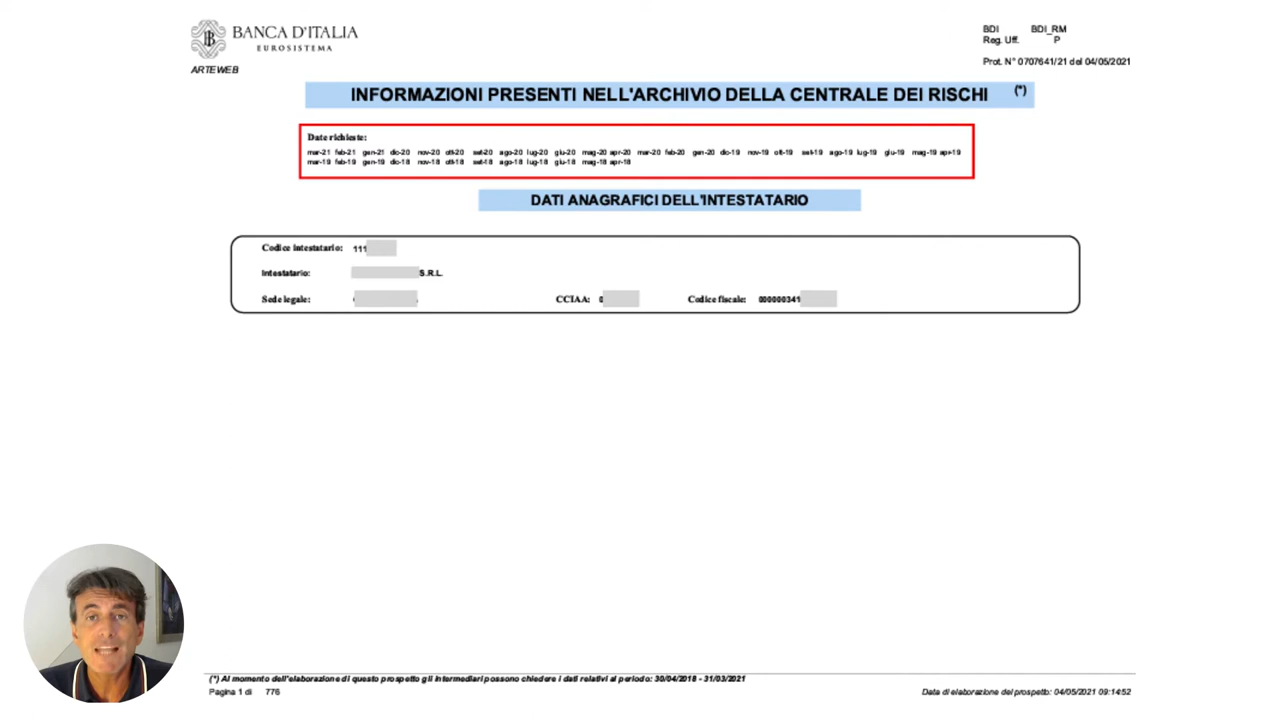 BANCA D'ITALIA
EUROSISTEMA
ARTEWEB
BDI BDI_RM
Reg. Uff. P
Prot. N° 0707641/21 del 04/05/2021
INFORMAZIONI PRESENTI NELL'ARCHIVIO DELLA CENTRALE DEI RISCHI (*)
Date richieste:
mar-21 feb-21 gen-21 dic-20 nov-20 ott-20 set-20 ago-20 lug-20 giu-20 mag-20 apr-20 mar-20 feb-20 gen-20 dic-19 nov-19 ott-19 set-19 ago-19 lug-19 giu-19 mag-19 apr-19
mar-19 feb-19 gen-19 dic-18 nov-18 ott-18 set-18 ago-18 lug-18 giu-18 mag-18 apr-18
DATI ANAGRAFICI DELL'INTESTATARIO
Codice intestatario: 111
Intestatario: S.R.L.
Sede legale: CCIAA: 0 Codice fiscale: 000000341
(*) Al momento dell'elaborazione di questo prospetto gli intermediari possono chiedere i dati relativi al periodo: 30/04/2018 - 31/03/2021
Pagina 1 di 776
Data di elaborazione del prospetto: 04/05/2021 09:14:52